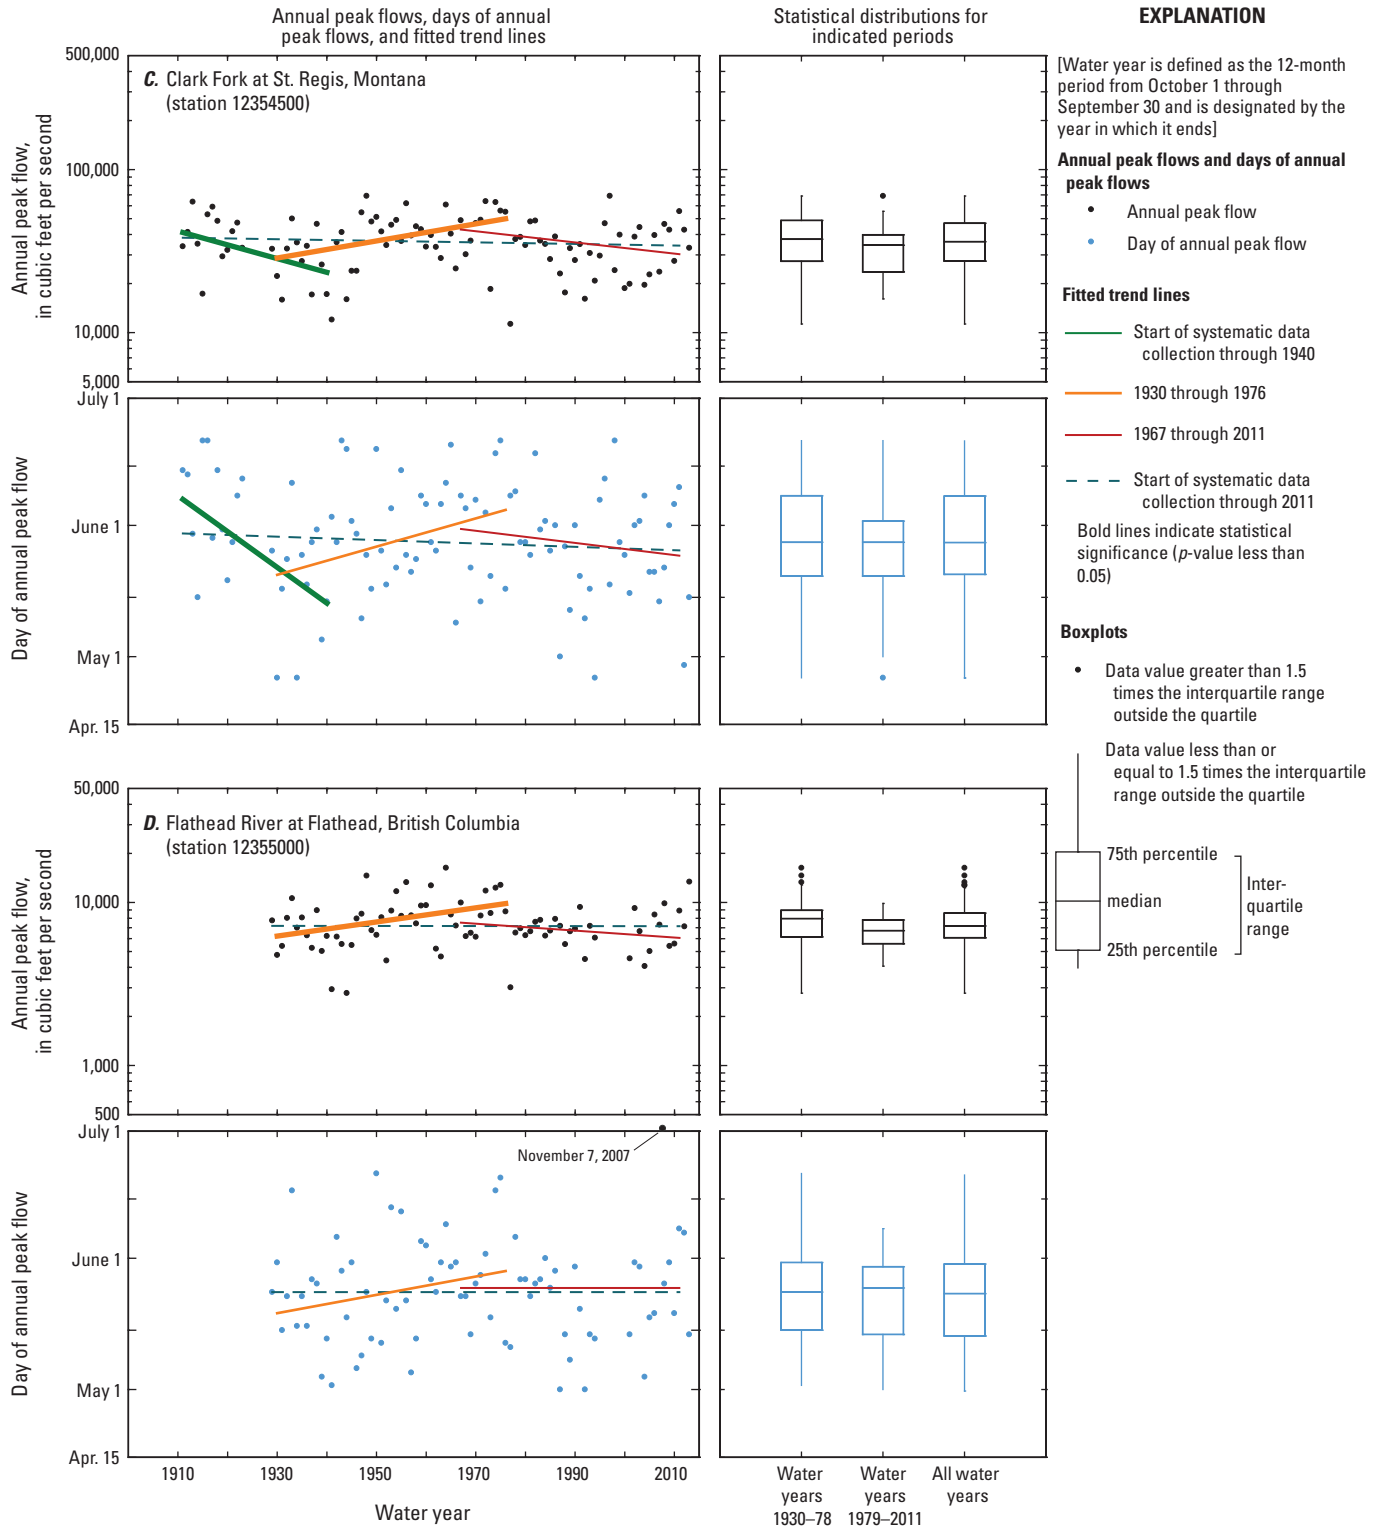 Annual peak flows, days of annual
peak flows, and fitted trend lines
Statistical distributions for
indicated periods
EXPLANATION
[Water year is defined as the 12-month
period from October 1 through
September 30 and is designated by the
year in which it ends]
Annual peak flows and days of annual
peak flows
Annual peak flow
Day of annual peak flow
Fitted trend lines
Start of systematic data
collection through 1940
1930 through 1976
1967 through 2011
Start of systematic data
collection through 2011
Bold lines indicate statistical
significance (p-value less than
0.05)
Boxplots
Data value greater than 1.5
times the interquartile range
outside the quartile
Data value less than or
equal to 1.5 times the interquartile
range outside the quartile
75th percentile
median
25th percentile
Inter-
quartile
range
C. Clark Fork at St. Regis, Montana
(station 12354500)
Annual peak flow,
in cubic feet per second
500,000
100,000
10,000
5,000
Day of annual peak flow
July 1
June 1
May 1
Apr. 15
D. Flathead River at Flathead, British Columbia
(station 12355000)
Annual peak flow,
in cubic feet per second
50,000
10,000
1,000
500
Day of annual peak flow
July 1
June 1
May 1
Apr. 15
November 7, 2007
1910 1930 1950 1970 1990 2010
Water year
Water
years
1930–78
Water
years
1979–2011
All water
years